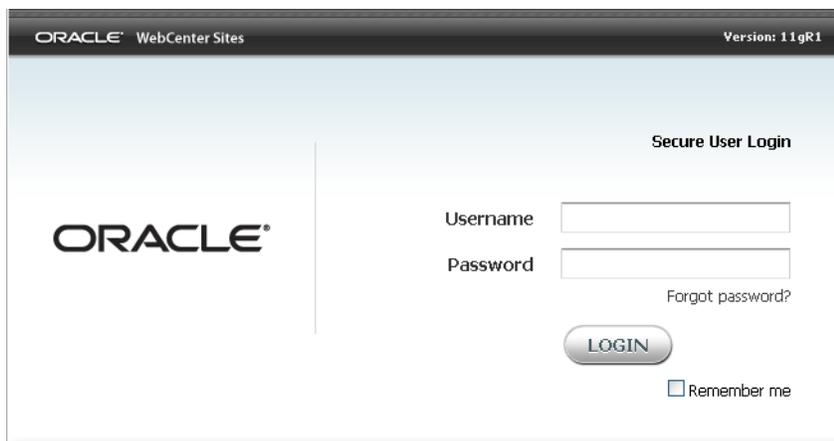 ORACLE® WebCenter Sites Version: 11gR1
Secure User Login
ORACLE®
Username
Password
Forgot password?
LOGIN
Remember me